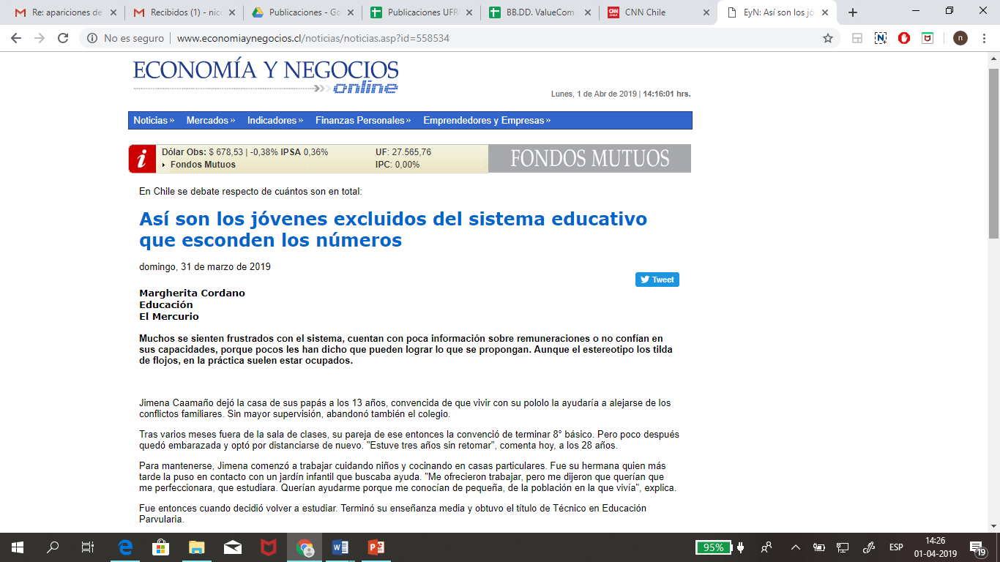 Re: apariciones de
Recibidos (1) - nico
Publicaciones - Go
Publicaciones UFR
BB.DD. ValueCom
CNN Chile
EyN: Así son los jó
No es seguro | www.economiaynegocios.cl/noticias/noticias.asp?id=558534
ECONOMÍA Y NEGOCIOS
online
Lunes, 1 de Abr de 2019 | 14:16:01 hrs.
Noticias» Mercados» Indicadores» Finanzas Personales» Emprendedores y Empresas»
Dólar Obs: $ 678,53 | -0,38% IPSA 0,36% UF: 27.565,76
Fondos Mutuos IPC: 0,00%
FONDOS MUTUOS
En Chile se debate respecto de cuántos son en total:
Así son los jóvenes excluidos del sistema educativo
que esconden los números
domingo, 31 de marzo de 2019
Tweet
Margherita Cordano
Educación
El Mercurio
Muchos se sienten frustrados con el sistema, cuentan con poca información sobre remuneraciones o no confían en
sus capacidades, porque pocos les han dicho que pueden lograr lo que se propongan. Aunque el estereotipo los tilda
de flojos, en la práctica suelen estar ocupados.
Jimena Caamaño dejó la casa de sus papás a los 13 años, convencida de que vivir con su pololo la ayudaría a alejarse de los
conflictos familiares. Sin mayor supervisión, abandonó también el colegio.
Tras varios meses fuera de la sala de clases, su pareja de ese entonces la convenció de terminar 8° básico. Pero poco después
quedó embarazada y optó por distanciarse de nuevo. "Estuve tres años sin retomar", comenta hoy, a los 28 años.
Para mantenerse, Jimena comenzó a trabajar cuidando niños y cocinando en casas particulares. Fue su hermana quien más
tarde la puso en contacto con un jardín infantil que buscaba ayuda. "Me ofrecieron trabajar, pero me dijeron que querían que
me perfeccionara, que estudiara. Querían ayudarme porque me conocían de pequeña, de la población en la que vivía", explica.
Fue entonces cuando decidió volver a estudiar. Terminó su enseñanza media y obtuvo el título de Técnico en Educación
Parvularia.
95%
ESP
14:26
01-04-2019
19